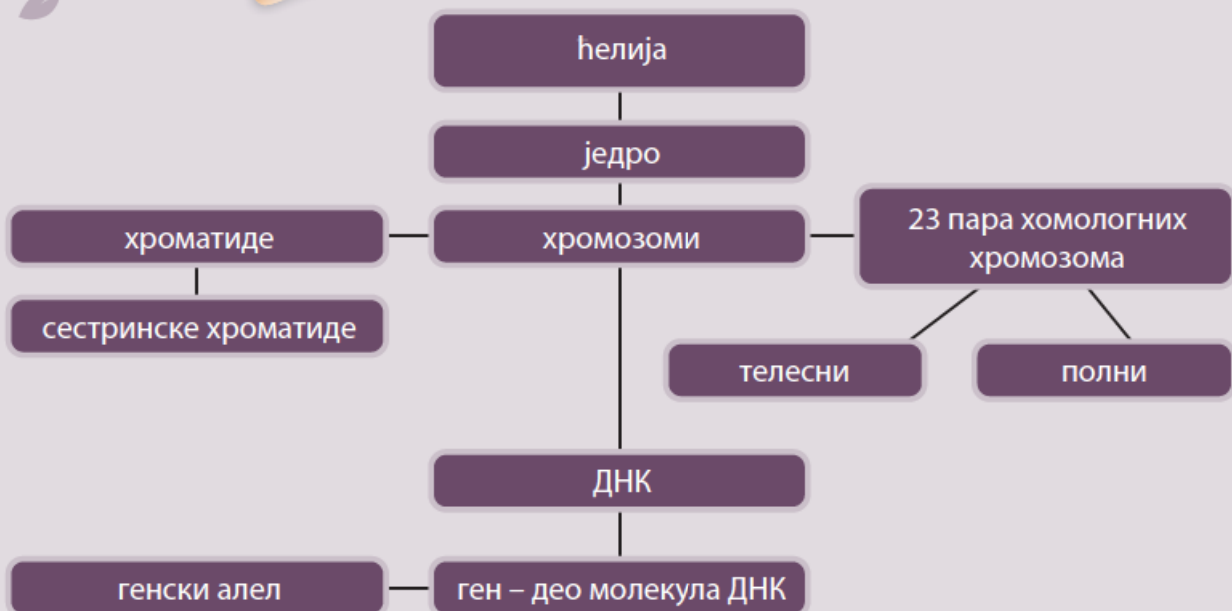 ћелија
једро
хроматиде
хромозоми
23 пара хомологних
хромозома
сестринске хроматиде
телесни
полни
ДНК
генски алел
ген – део молекула ДНК